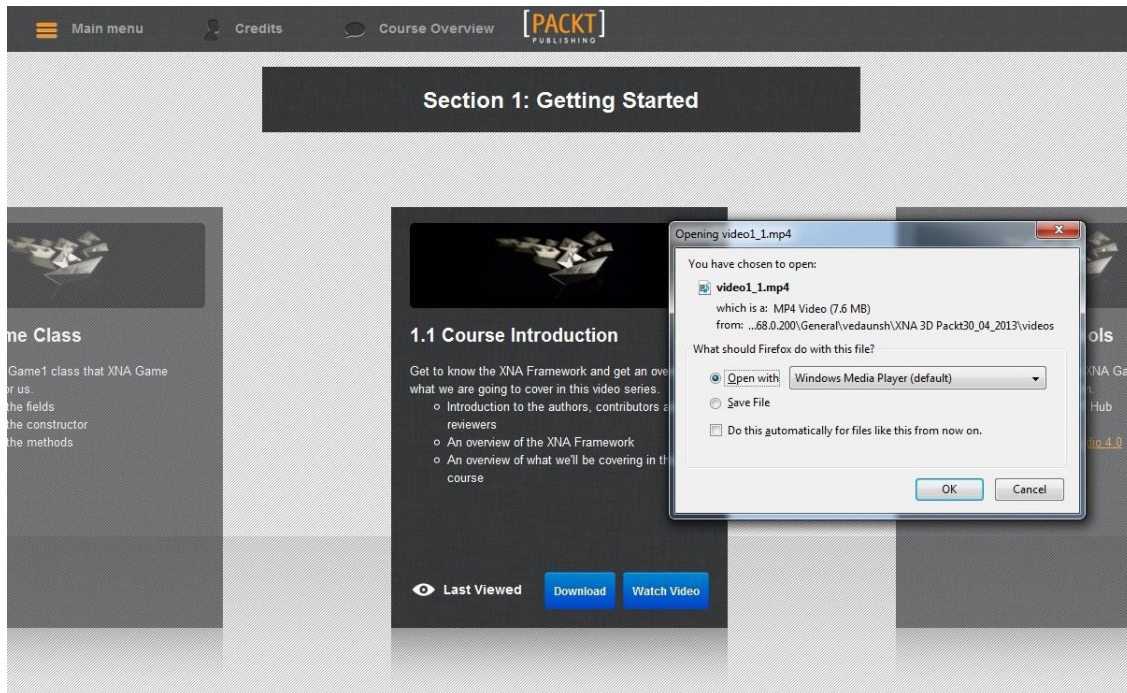 Main menu
Credits
Course Overview
[PACKT]
PUBLISHING
Section 1: Getting Started
me Class
Game1 class that XNA Game
or us.
the fields
the constructor
the methods
1.1 Course Introduction
Get to know the XNA Framework and get an ove
what we are going to cover in this video series.
Introduction to the authors, contributors a
reviewers
An overview of the XNA Framework
An overview of what we'll be covering in th
course
Last Viewed
Download
Watch Video
Opening video1_1.mp4
You have chosen to open:
video1_1.mp4
which is a: MP4 Video (7.6 MB)
from: ...68.0.200\General\vedaunsh\XNA 3D Packt30_04_2013\videos
What should Firefox do with this file?
Open with
Windows Media Player (default)
Save File
Do this automatically for files like this from now on.
OK
Cancel
ols
XNA Ga
Hub
dio 4.0